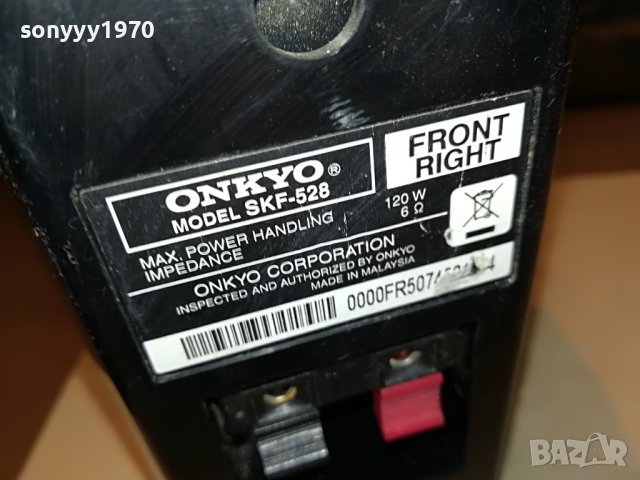 sonyyy1970
ONKYO®
MODEL SKF-528
FRONT
RIGHT
MAX. POWER HANDLING 120 W
IMPEDANCE 6 Ω
ONKYO CORPORATION
INSPECTED AND AUTHORIZED BY ONKYO
MADE IN MALAYSIA
BAZAR